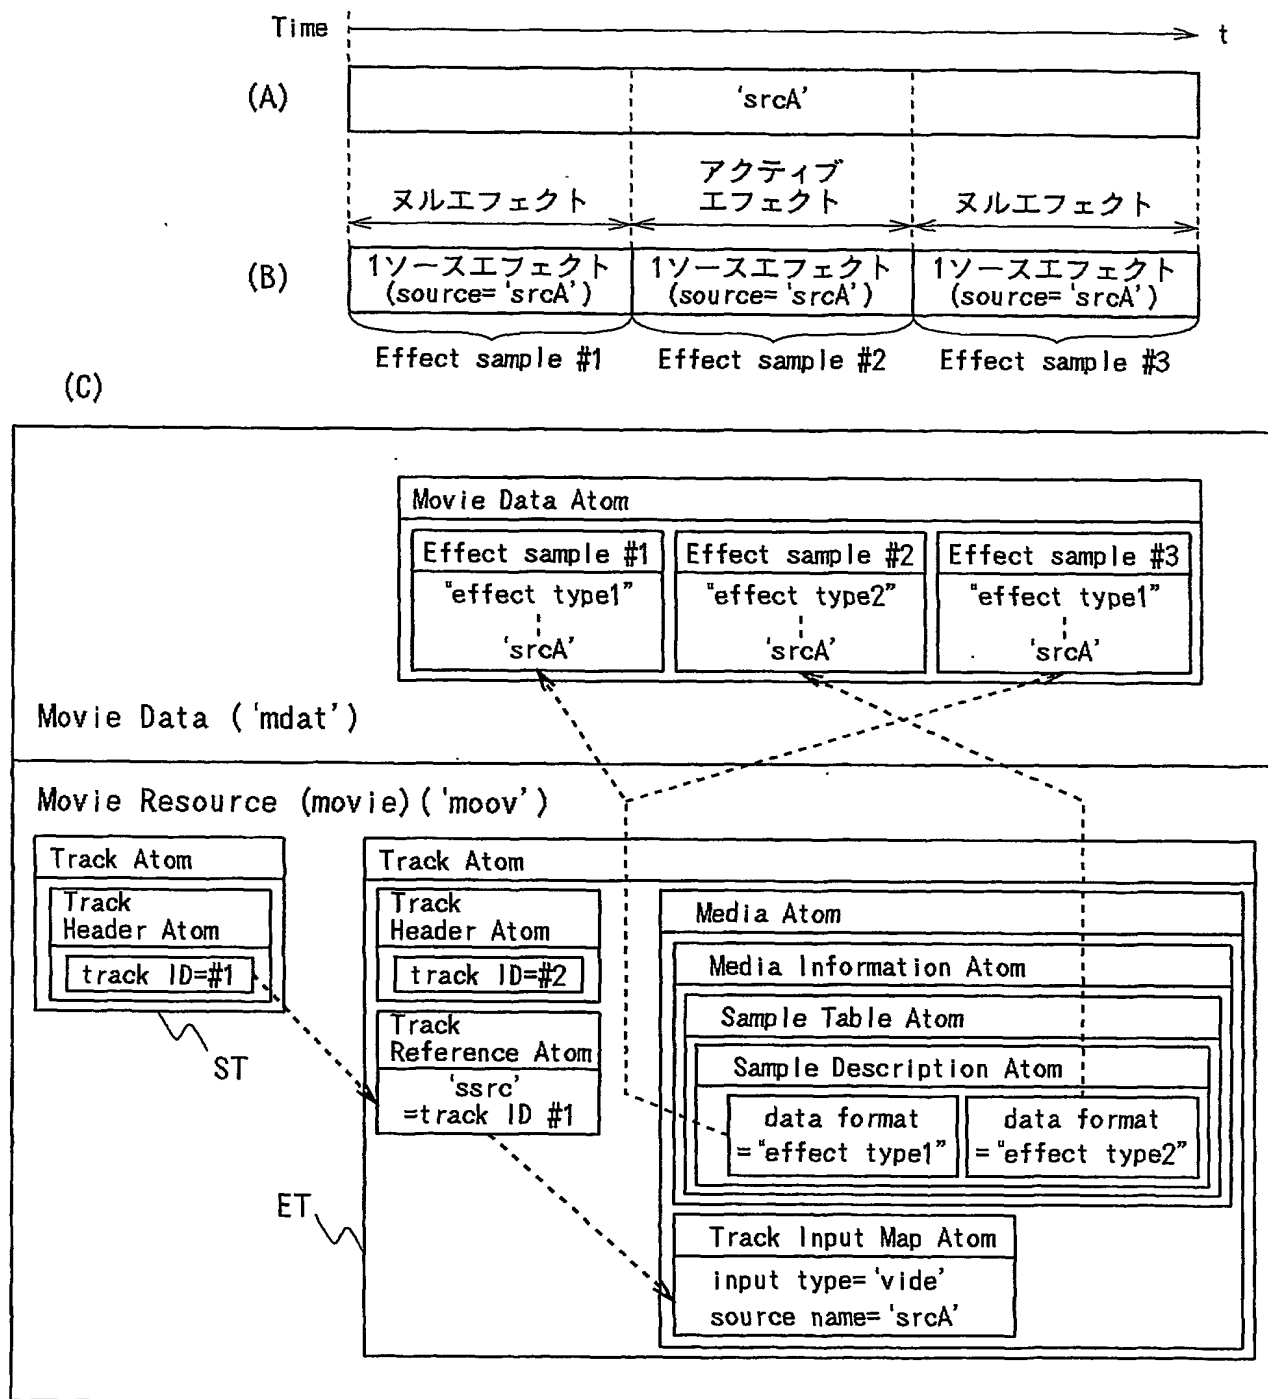 Time
t
(A)
‘srcA’
ヌルエフェクト
アクティブ
エフェクト
ヌルエフェクト
(B)
1ソースエフェクト
(source=‘srcA’)
1ソースエフェクト
(source=‘srcA’)
1ソースエフェクト
(source=‘srcA’)
Effect sample #1
Effect sample #2
Effect sample #3
(C)
Movie Data Atom
Effect sample #1
“effect type1”
‘srcA’
Effect sample #2
“effect type2”
‘srcA’
Effect sample #3
“effect type1”
‘srcA’
Movie Data (‘mdat’)
Movie Resource (movie)(‘moov’)
Track Atom
Track
Header Atom
track ID=#1
ST
Track Atom
Track
Header Atom
track ID=#2
Track
Reference Atom
‘ssrc’
=track ID #1
ET
Media Atom
Media Information Atom
Sample Table Atom
Sample Description Atom
data format
=“effect type1”
data format
=“effect type2”
Track Input Map Atom
input type=‘vide’
source name=‘srcA’